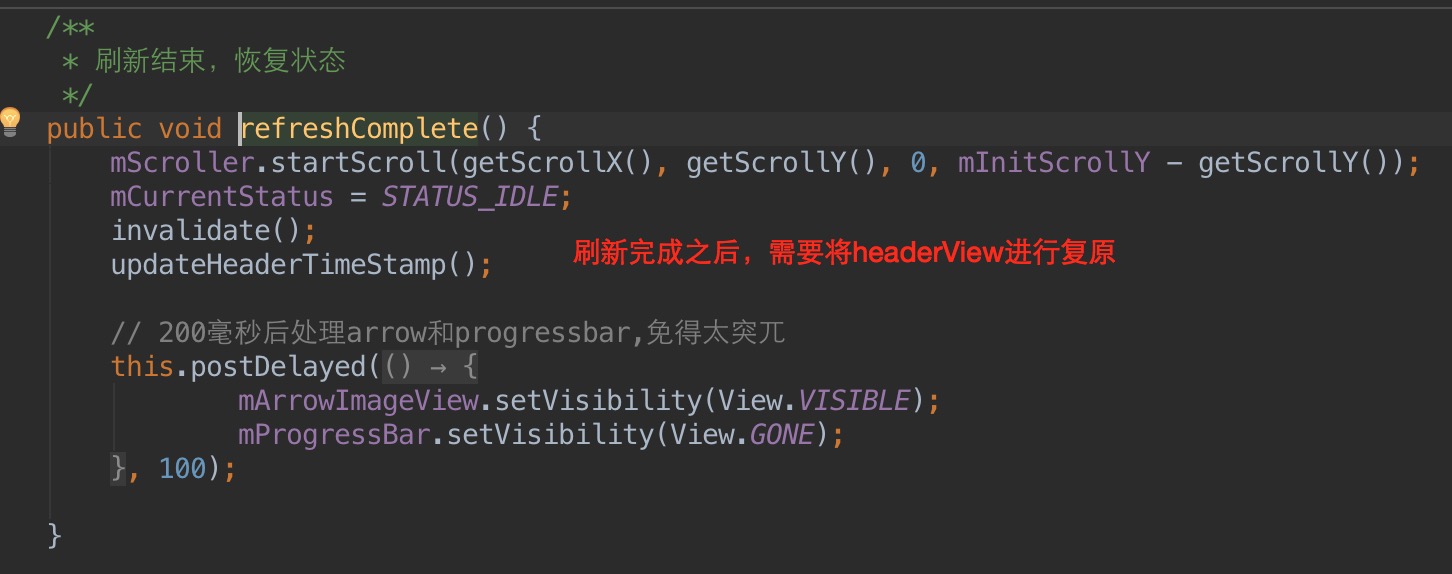 /**
 * 刷新结束，恢复状态
 */
public void refreshComplete() {
    mScroller.startScroll(getScrollX(), getScrollY(), 0, mInitScrollY - getScrollY());
    mCurrentStatus = STATUS_IDLE;
    invalidate();
    updateHeaderTimeStamp();
刷新完成之后，需要将headerView进行复原
    // 200毫秒后处理arrow和progressbar,免得太突兀
    this.postDelayed(() → {
            mArrowImageView.setVisibility(View.VISIBLE);
            mProgressBar.setVisibility(View.GONE);
    }, 100);
}